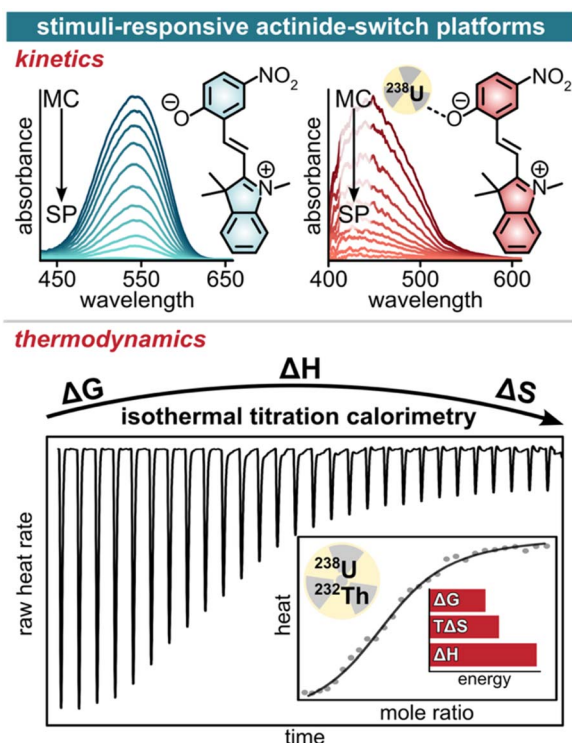 stimuli-responsive actinide-switch platforms
kinetics
absorbance
MC
SP
450 550 650
wavelength
NO₂
⊖
O
⊕
N
absorbance
MC
SP
400 500 600
wavelength
²³⁸U
NO₂
⊖
O
⊕
N
thermodynamics
ΔG
ΔH
ΔS
isothermal titration calorimetry
raw heat rate
time
²³⁸U
²³²Th
heat
mole ratio
ΔG
TΔS
ΔH
energy